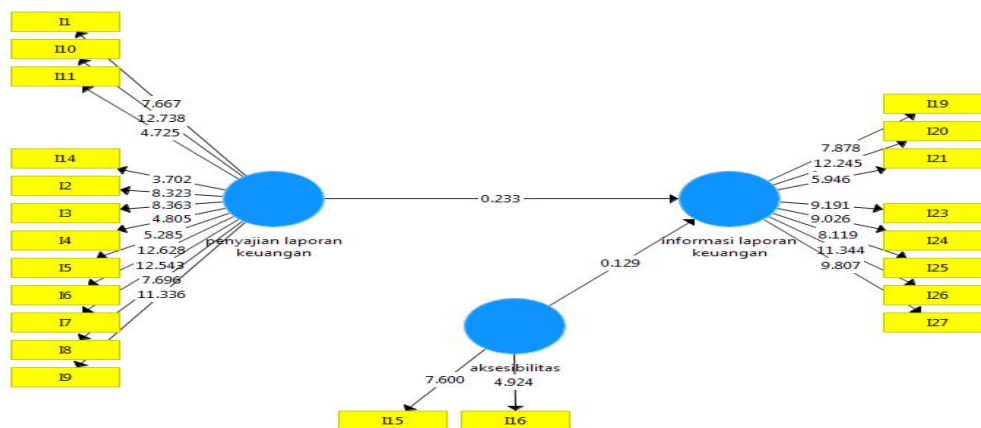 I1
I10
I11
7.667
12.738
4.725
I14
I2
I3
I4
I5
I6
I7
I8
I9
3.702
8.323
8.363
4.805
5.285
12.628
12.543
7.696
11.336
penyajian laporan
keuangan
0.233
informasi laporan
keuangan
0.129
aksesibilitas
7.600
4.924
I15
I16
7.878
12.245
5.946
9.191
9.026
8.119
11.344
9.807
I19
I20
I21
I23
I24
I25
I26
I27